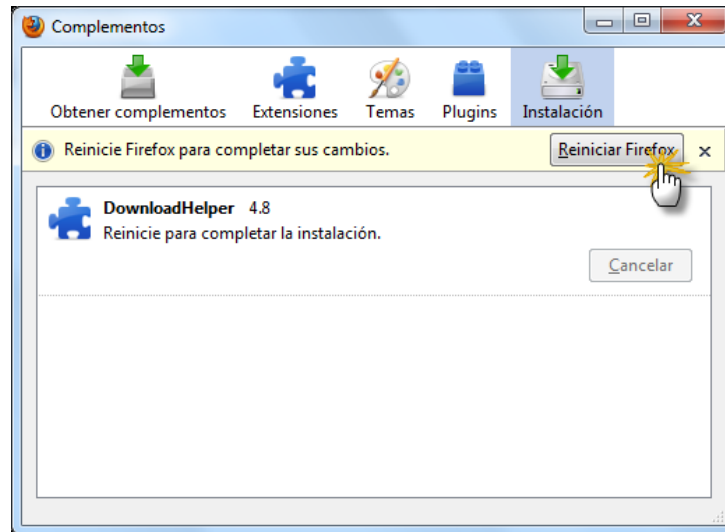 Complementos
Obtener complementos Extensiones Temas Plugins Instalación
Reinicie Firefox para completar sus cambios. Reiniciar Firefox
DownloadHelper 4.8
Reinicie para completar la instalación.
Cancelar